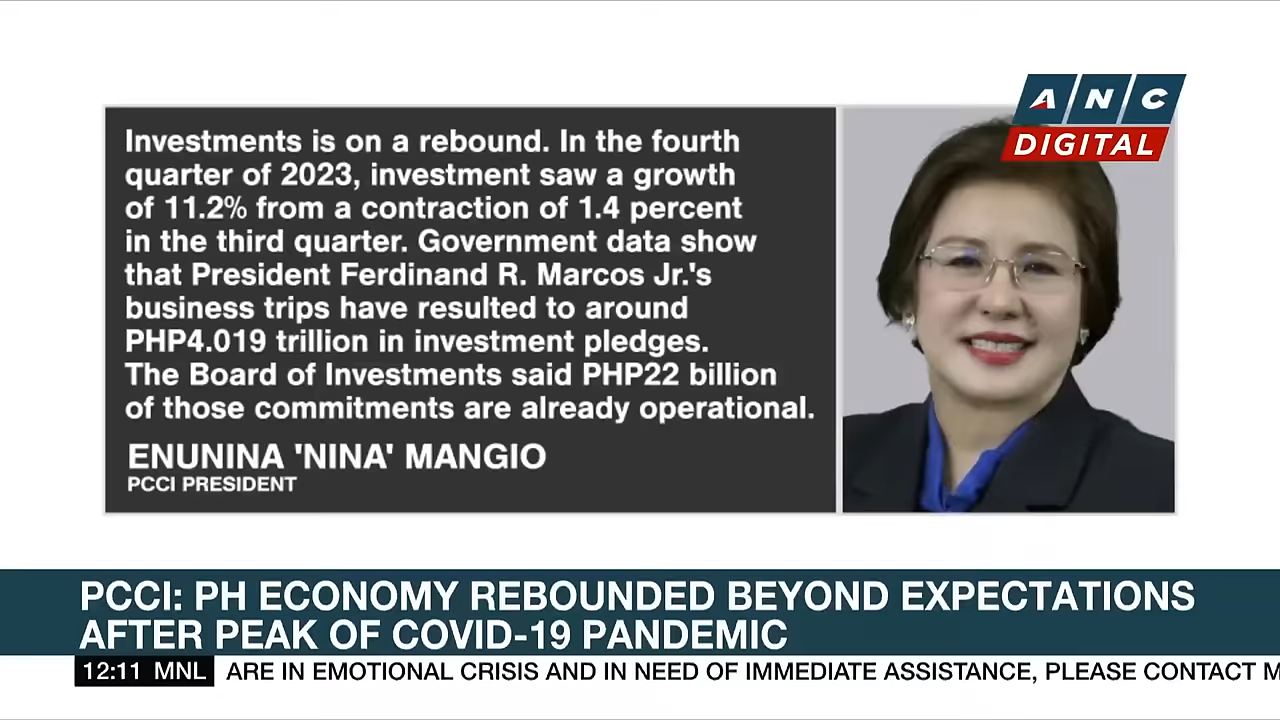 ANC
DIGITAL
Investments is on a rebound. In the fourth
quarter of 2023, investment saw a growth
of 11.2% from a contraction of 1.4 percent
in the third quarter. Government data show
that President Ferdinand R. Marcos Jr.'s
business trips have resulted to around
PHP4.019 trillion in investment pledges.
The Board of Investments said PHP22 billion
of those commitments are already operational.
ENUNINA 'NINA' MANGIO
PCCI PRESIDENT
PCCI: PH ECONOMY REBOUNDED BEYOND EXPECTATIONS
AFTER PEAK OF COVID-19 PANDEMIC
12:11 MNL ARE IN EMOTIONAL CRISIS AND IN NEED OF IMMEDIATE ASSISTANCE, PLEASE CONTACT